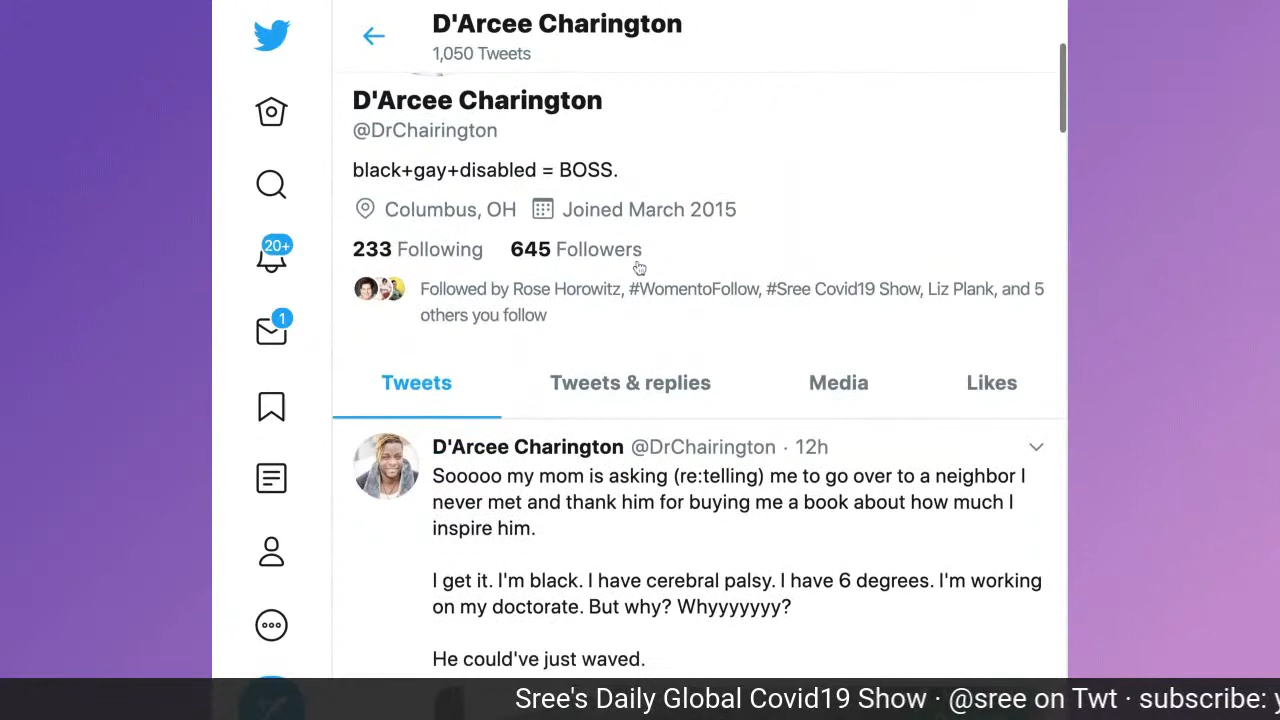 D'Arcee Charington
1,050 Tweets
D'Arcee Charington
@DrChairington
black+gay+disabled = BOSS.
Columbus, OH Joined March 2015
233 Following 645 Followers
Followed by Rose Horowitz, #WomentoFollow, #Sree Covid19 Show, Liz Plank, and 5
others you follow
20+
1
Tweets Tweets & replies Media Likes
D'Arcee Charington @DrChairington · 12h
Sooooo my mom is asking (re:telling) me to go over to a neighbor I
never met and thank him for buying me a book about how much I
inspire him.
I get it. I'm black. I have cerebral palsy. I have 6 degrees. I'm working
on my doctorate. But why? Whyyyyyyy?
He could've just waved.
Sree's Daily Global Covid19 Show · @sree on Twt · subscribe: